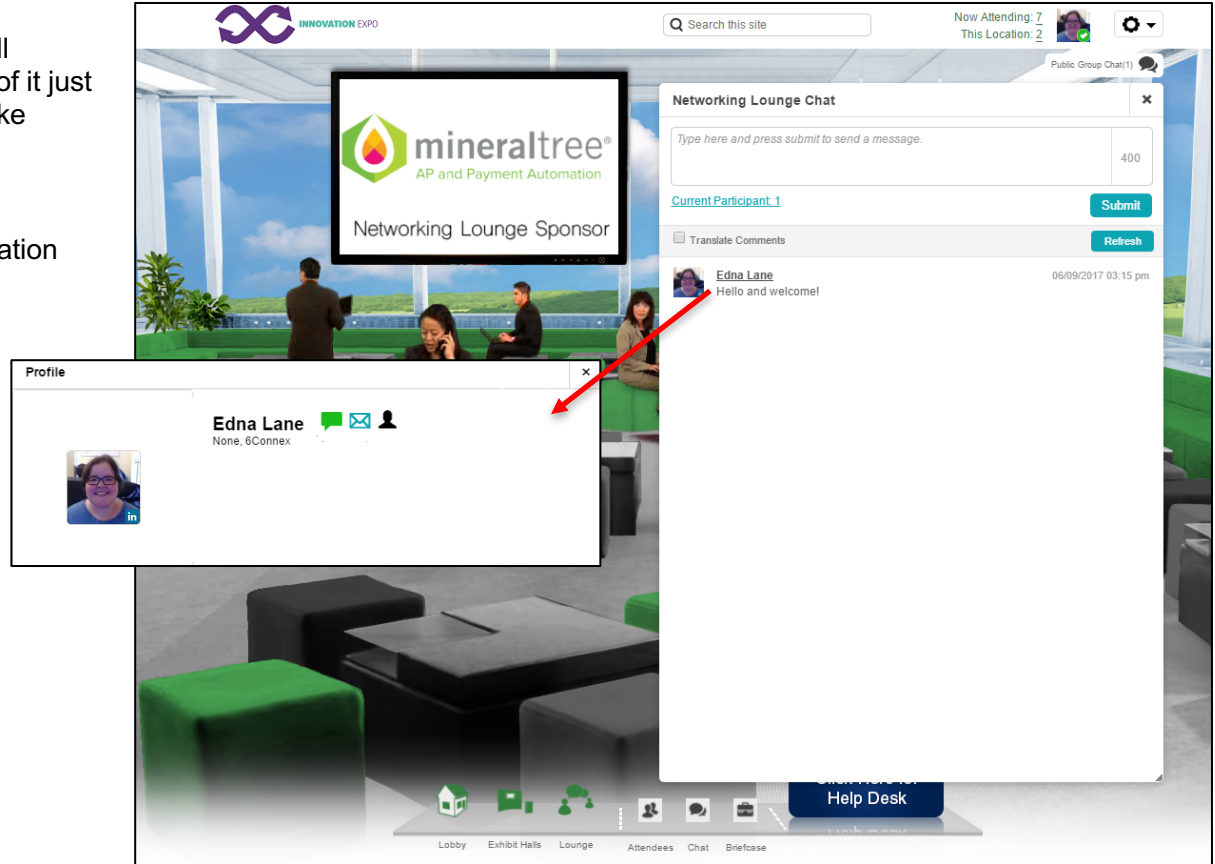 ll
of it just
ke
ation
INNOVATION EXPO
Search this site
Now Attending: 7
This Location: 2
Public Group Chat(1)
mineraltree®
AP and Payment Automation
Networking Lounge Sponsor
Networking Lounge Chat ×
Type here and press submit to send a message.
400
Current Participant: 1
Submit
Translate Comments
Refresh
Edna Lane 06/09/2017 03:15 pm
Hello and welcome!
Profile ×
Edna Lane
None, 6Connex
in
Click Here for
Help Desk
Lobby Exhibit Halls Lounge Attendees Chat Briefcase